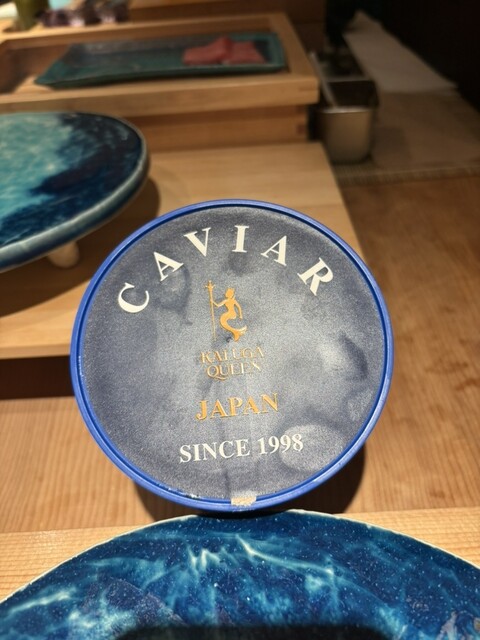 CAVIAR
KALUGA
QUEEN
JAPAN
SINCE 1998